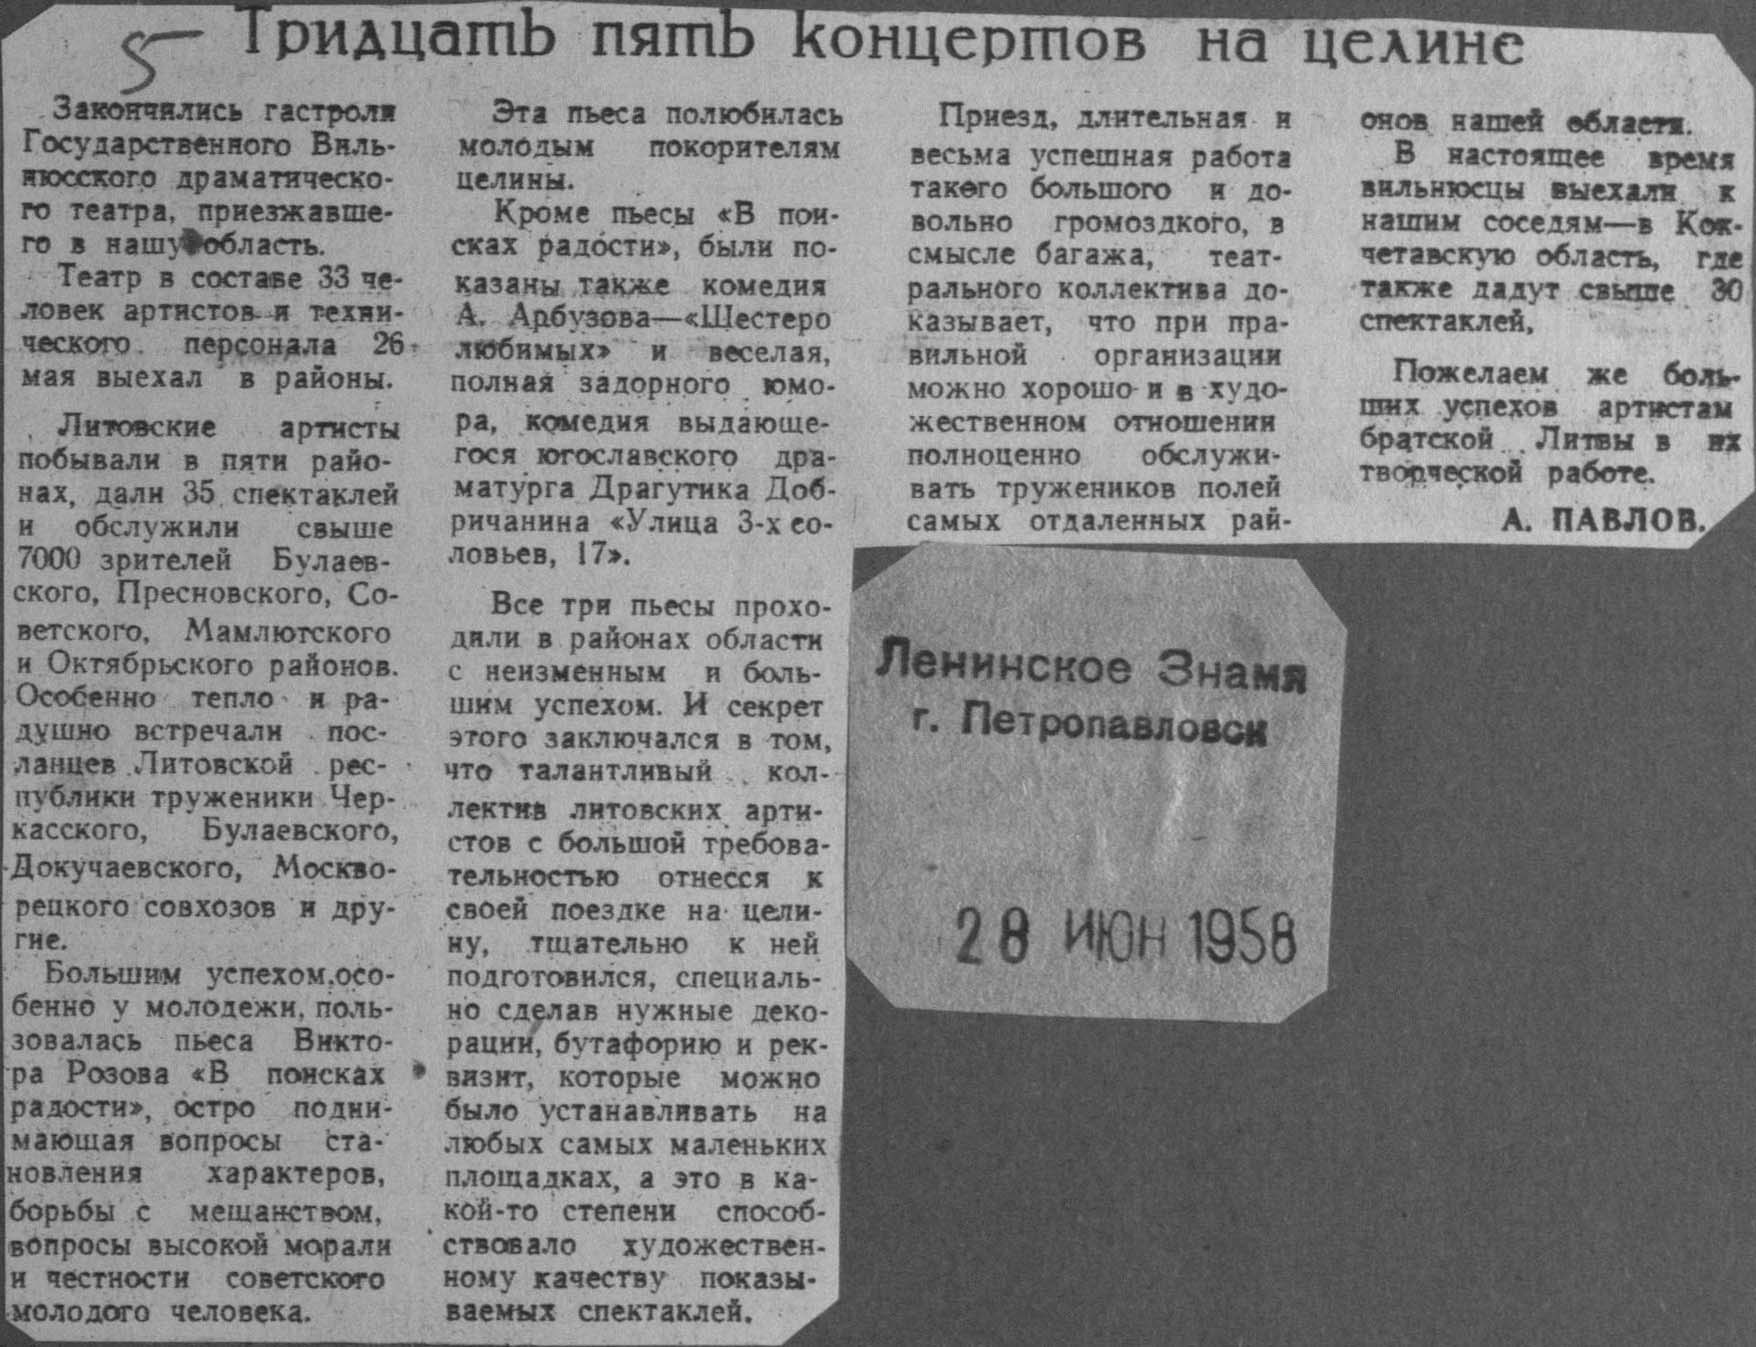 5
Тридцать пять концертов на целине
Закончились гастроли
Государственного Виль-
нюсского драматическо-
го театра, приезжавше-
го в нашу область.
Театр в составе 33 че-
ловек артистов и техни-
ческого персонала 26
мая выехал в районы.
Литовские артисты
побывали в пяти райо-
нах, дали 35 спектаклей
и обслужили свыше
7000 зрителей Булаев-
ского, Пресновского, Со-
ветского, Мамлютского
и Октябрьского районов.
Особенно тепло и ра-
душно встречали пос-
ланцев Литовской рес-
публики труженики Чер-
касского, Булаевского,
Докучаевского, Москво-
рецкого совхозов и дру-
гие.
Большим успехом, осо-
бенно у молодежи, поль-
зовалась пьеса Викто-
ра Розова «В поисках
радости», остро подни-
мающая вопросы ста-
новления характеров,
борьбы с мещанством,
вопросы высокой морали
и честности советского
молодого человека.
Эта пьеса полюбилась
молодым покорителям
целины.
Кроме пьесы «В пои-
сках радости», были по-
казаны также комедия
А. Арбузова—«Шестеро
любимых» и веселая,
полная задорного юмо-
ра, комедия выдающе-
гося югославского дра-
матурга Драгутика Доб-
ричанина «Улица 3-х со-
ловьев, 17».
Все три пьесы прохо-
дили в районах области
с неизменным и боль-
шим успехом. И секрет
этого заключался в том,
что талантливый кол-
лектив литовских арти-
стов с большой требова-
тельностью отнесся к
своей поездке на цели-
ну, тщательно к ней
подготовился, специаль-
но сделав нужные деко-
рации, бутафорию и рек-
визит, которые можно
было устанавливать на
любых самых маленьких
площадках, а это в ка-
кой-то степени способ-
ствовало художествен-
ному качеству показы-
ваемых спектаклей.
Приезд, длительная и
весьма успешная работа
такого большого и до-
вольно громоздкого, в
смысле багажа, теат-
рального коллектива до-
казывает, что при пра-
вильной организации
можно хорошо и в худо-
жественном отношении
полноценно обслужи-
вать тружеников полей
самых отдаленных рай-
онов нашей области.
В настоящее время
вильнюсцы выехали к
нашим соседям—в Кок-
четавскую область, где
также дадут свыше 30
спектаклей.
Пожелаем же боль-
ших успехов артистам
братской Литвы в их
творческой работе.
А. ПАВЛОВ.
Ленинское Знамя
г. Петропавловск
28 ИЮН 1958